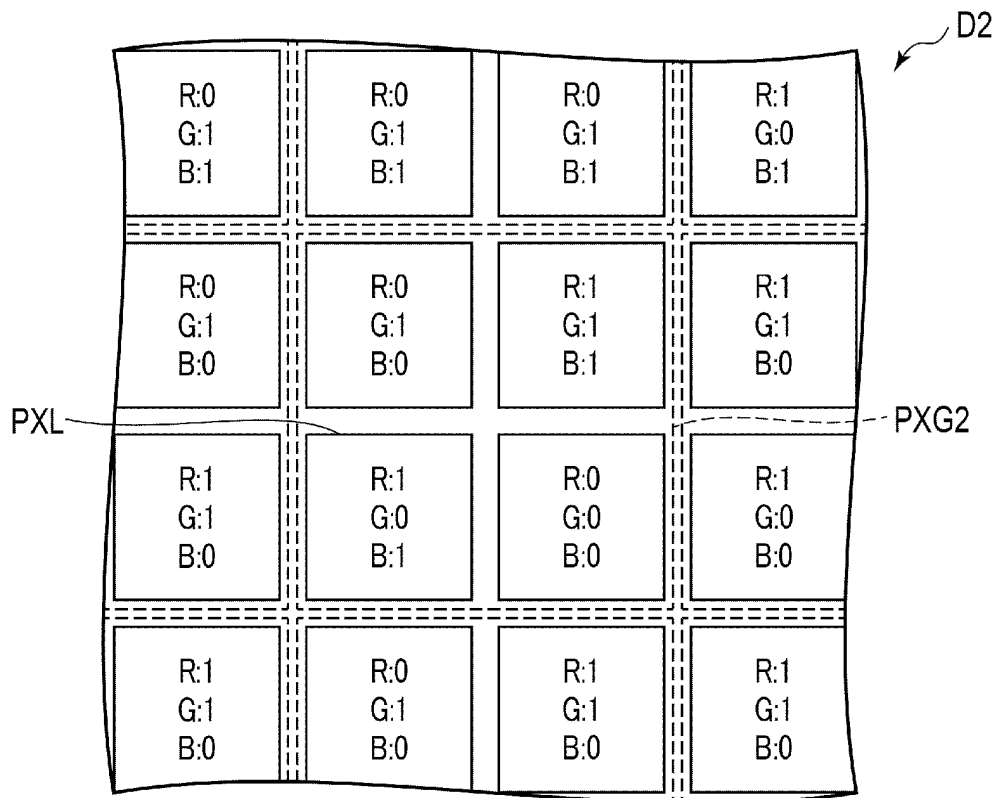 D2
R:0 R:0 R:0 R:1
G:1 G:1 G:1 G:0
B:1 B:1 B:1 B:1
R:0 R:0 R:1 R:1
G:1 G:1 G:1 G:1
B:0 B:0 B:1 B:0
PXL PXG2
R:1 R:1 R:0 R:1
G:1 G:0 G:0 G:0
B:0 B:1 B:0 B:0
R:1 R:0 R:1 R:1
G:1 G:1 G:1 G:1
B:0 B:0 B:0 B:0